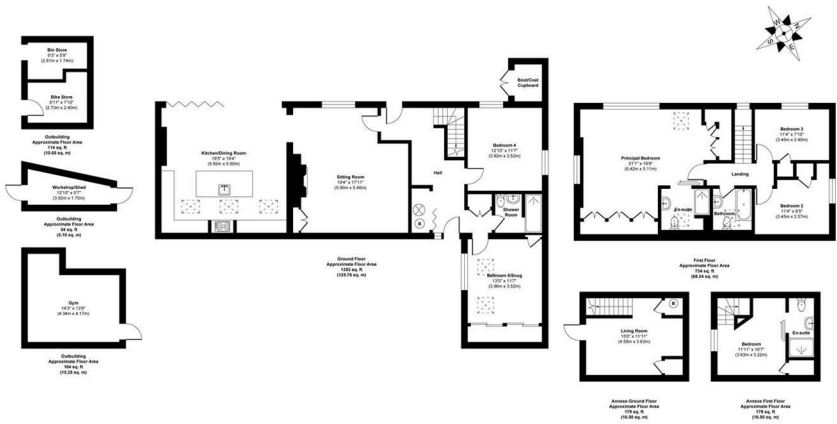 Bin Store
9'3" x 5'9"
(2.81m x 1.74m)
Bike Store
8'11" x 7'10"
(2.73m x 2.40m)
Outbuilding
Approximate Floor Area
114 sq. ft
(10.60 sq. m)
Workshop/Shed
12'10" x 5'7"
(3.92m x 1.70m)
Outbuilding
Approximate Floor Area
54 sq. ft
(5.10 sq. m)
Gym
14'3" x 13'8"
(4.34m x 4.17m)
Outbuilding
Approximate Floor Area
164 sq. ft
(15.25 sq. m)
Kitchen/Dining Room
19'5" x 19'4"
(5.92m x 5.90m)
Sitting Room
19'4" x 17'11"
(5.90m x 5.46m)
Hall
Boot/Coat
Cupboard
Bedroom 4
12'10" x 11'7"
(3.92m x 3.52m)
Shower
Room
Bedroom 5/Snug
13'0" x 11'7"
(3.96m x 3.52m)
Ground Floor
Approximate Floor Area
1353 sq. ft
(125.76 sq. m)
N
E
S
W
Principal Bedroom
21'1" x 16'9"
(6.42m x 5.11m)
Bedroom 3
11'4" x 7'10"
(3.45m x 2.40m)
Landing
En-suite
Bathroom
Bedroom 2
11'4" x 8'5"
(3.45m x 2.57m)
First Floor
Approximate Floor Area
734 sq. ft
(68.24 sq. m)
Living Room
15'0" x 11'11"
(4.58m x 3.63m)
Annexe Ground Floor
Approximate Floor Area
179 sq. ft
(16.60 sq. m)
Bedroom
11'11" x 10'7"
(3.63m x 3.22m)
En-suite
Annexe First Floor
Approximate Floor Area
179 sq. ft
(16.60 sq. m)